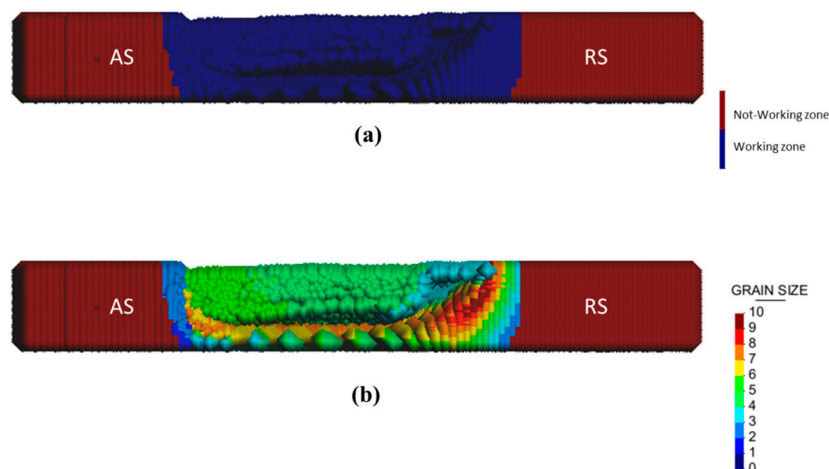 AS
RS
(a)
Not-Working zone
Working zone
AS
RS
(b)
GRAIN SIZE
10
9
8
7
6
5
4
3
2
1
0